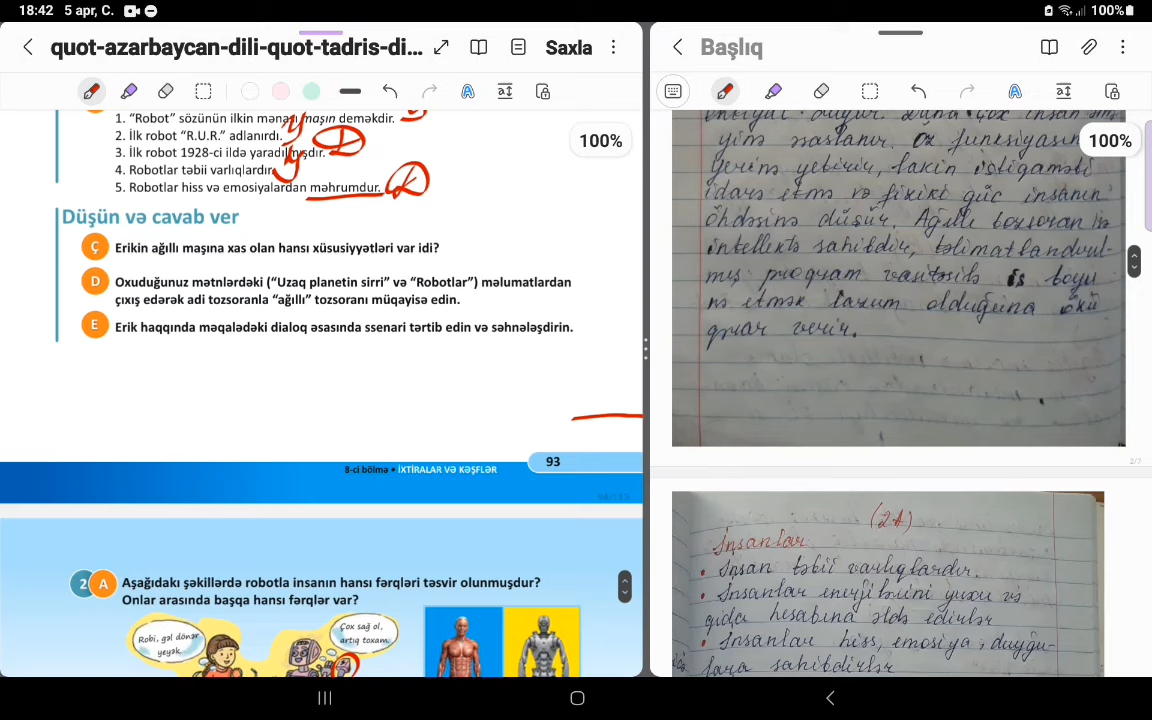 18:42 5 apr, C. 100%
quot-azarbaycan-dili-quot-tadris-di... Saxla
1. “Robot” sözünün ilkin mənası maşın deməkdir.
2. İlk robot “R.U.R.” adlanırdı. y
3. İlk robot 1928-ci ildə yaradılmışdır. D
4. Robotlar təbii varlıqlardır. y
5. Robotlar hiss və emosiyalardan məhrumdur. D
100%
Düşün və cavab ver
Ç Erikin ağıllı maşına xas olan hansı xüsusiyyətləri var idi?
D Oxuduğunuz mətnlərdəki (“Uzaq planetin sirri” və “Robotlar”) məlumatlardan
çıxış edərək adi tozsoranla “ağıllı” tozsoranı müqayisə edin.
E Erik haqqında məqalədəki dialoq əsasında ssenari tərtib edin və səhnələşdirin.
93
8-ci bölmə • İXTİRALAR VƏ KƏŞFLƏR
2 A Aşağıdakı şəkillərdə robotla insanın hansı fərqləri təsvir olunmuşdur?
Onlar arasında başqa hansı fərqlər var?
Robi, gəl dönər
yeyək.
Çox sağ ol,
artıq toxam.
Başlıq
100%
çox insan
öz funksiyasın
yerinə yetirir, lakin istiqaməti
idarə etmə və fiziki güc insanın
öhdəsinə düşür. Ağıllı tozsoran isə
intellektə sahibdir, təlimatlandırıl-
mış proqram vasitəsilə iş boyu
nə etmək lazım olduğuna özü
qərar verir.
2/7
(2A)
İnsanlar
• İnsan təbii varlıqlardır.
• İnsanlar enerjilərini yuxu və
qida hesabına əldə edirlər
• İnsanlar hiss, emosiya, duyğu-
lara sahibdirlər